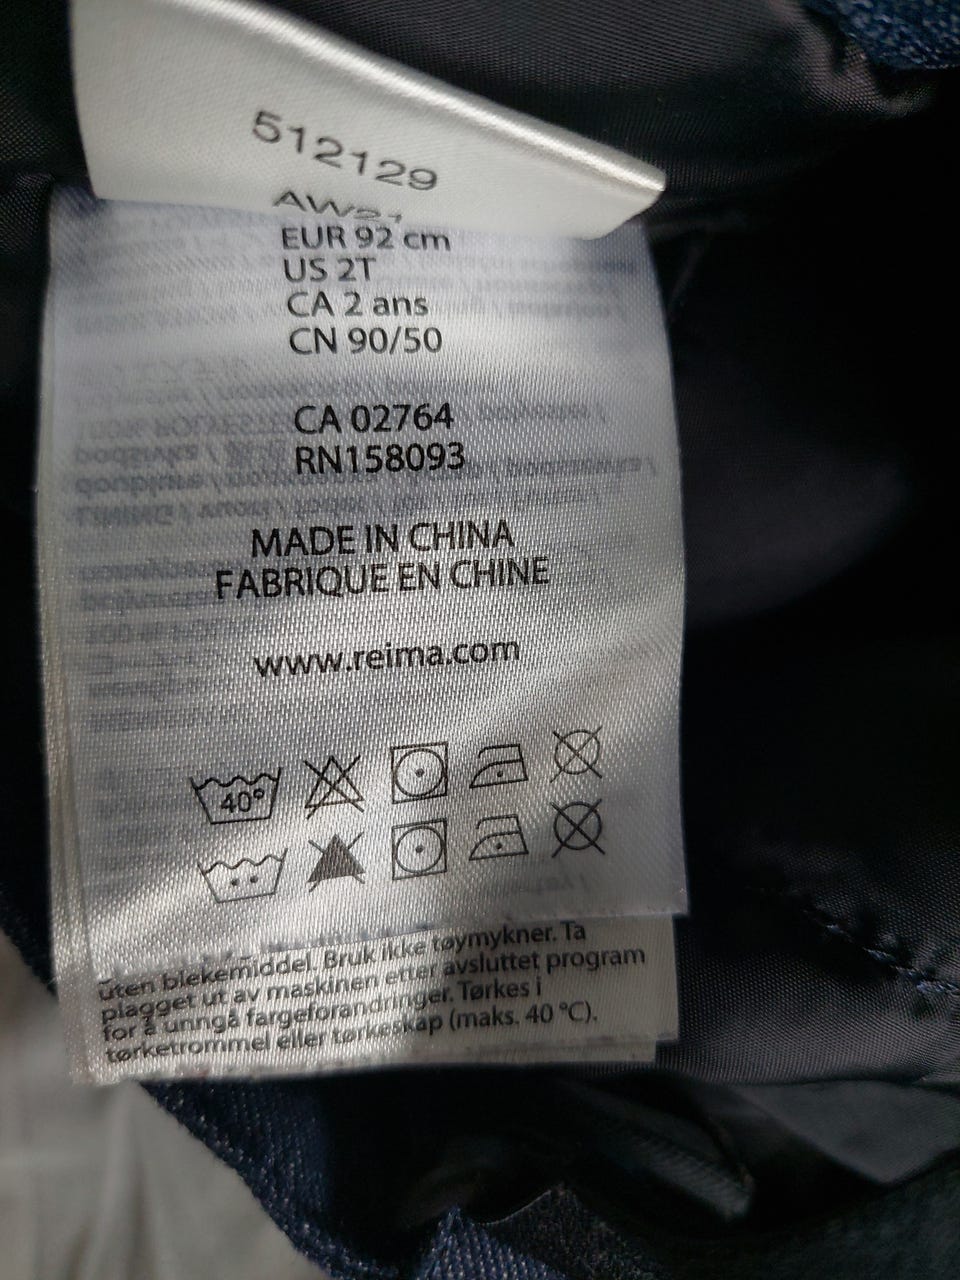 512129
AW21
EUR 92 cm
US 2T
CA 2 ans
CN 90/50
CA 02764
RN158093
MADE IN CHINA
FABRIQUE EN CHINE
www.reima.com
40°
uten blekemiddel. Bruk ikke tøymykner. Ta
plagget ut av maskinen etter avsluttet program
for å unngå fargeforandringer. Tørkes i
tørketrommel eller tørkeskap (maks. 40 °C).